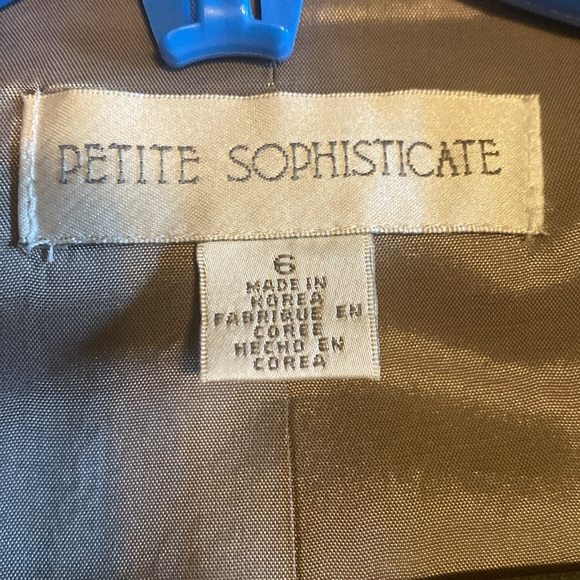 PETITE SOPHISTICATE
6
MADE IN
KOREA
FABRIQUE EN
COREE
HECHO EN
COREA